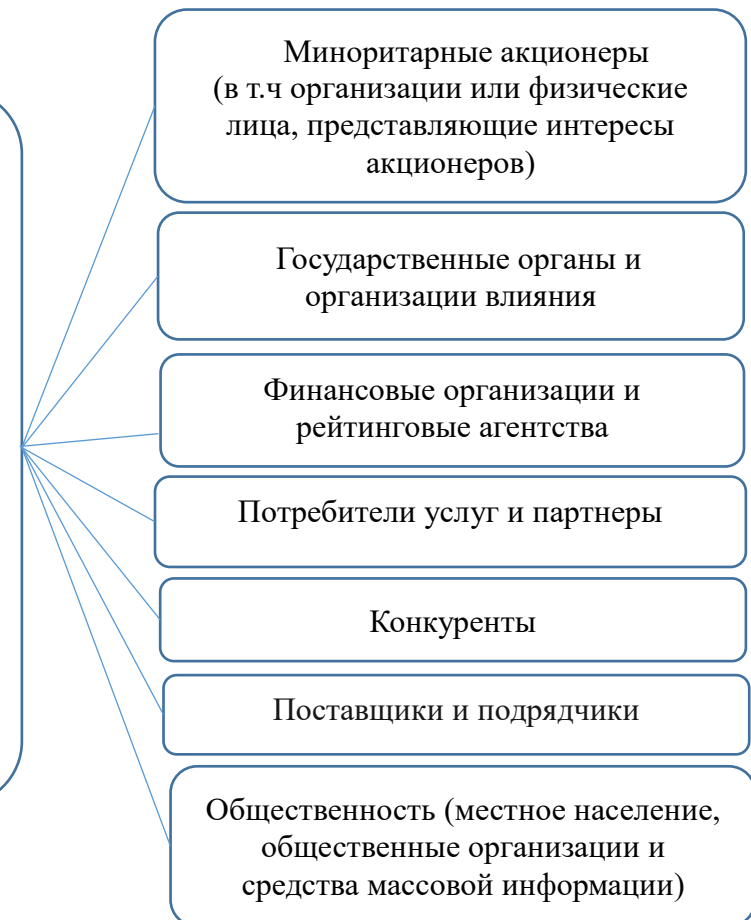 Миноритарные акционеры
(в т.ч организации или физические
лица, представляющие интересы
акционеров)
Государственные органы и
организации влияния
Финансовые организации и
рейтинговые агентства
Потребители услуг и партнеры
Конкуренты
Поставщики и подрядчики
Общественность (местное население,
общественные организации и
средства массовой информации)